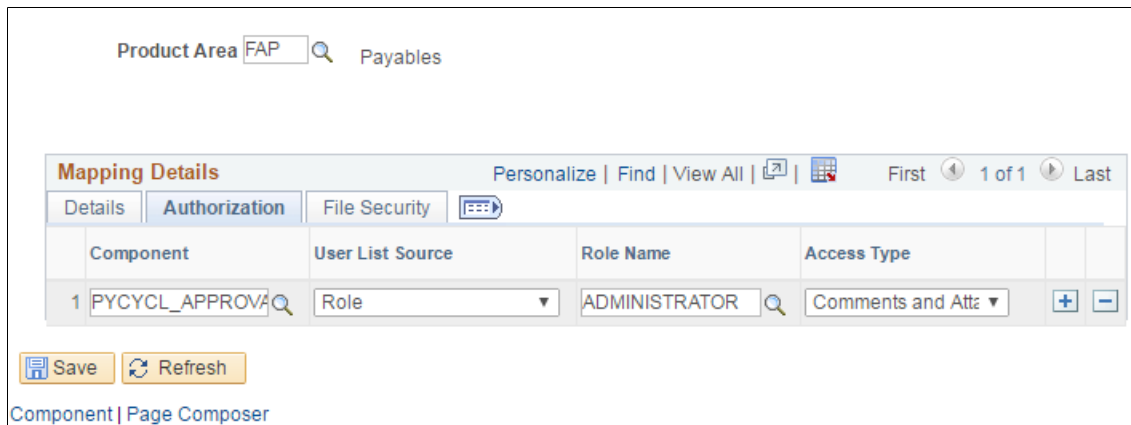 Product Area FAP Payables
Mapping Details Personalize | Find | View All | | First 1 of 1 Last
Details Authorization File Security
Component User List Source Role Name Access Type
1 PYCYCL_APPROVA Role ADMINISTRATOR Comments and Atta
Save Refresh
Component | Page Composer